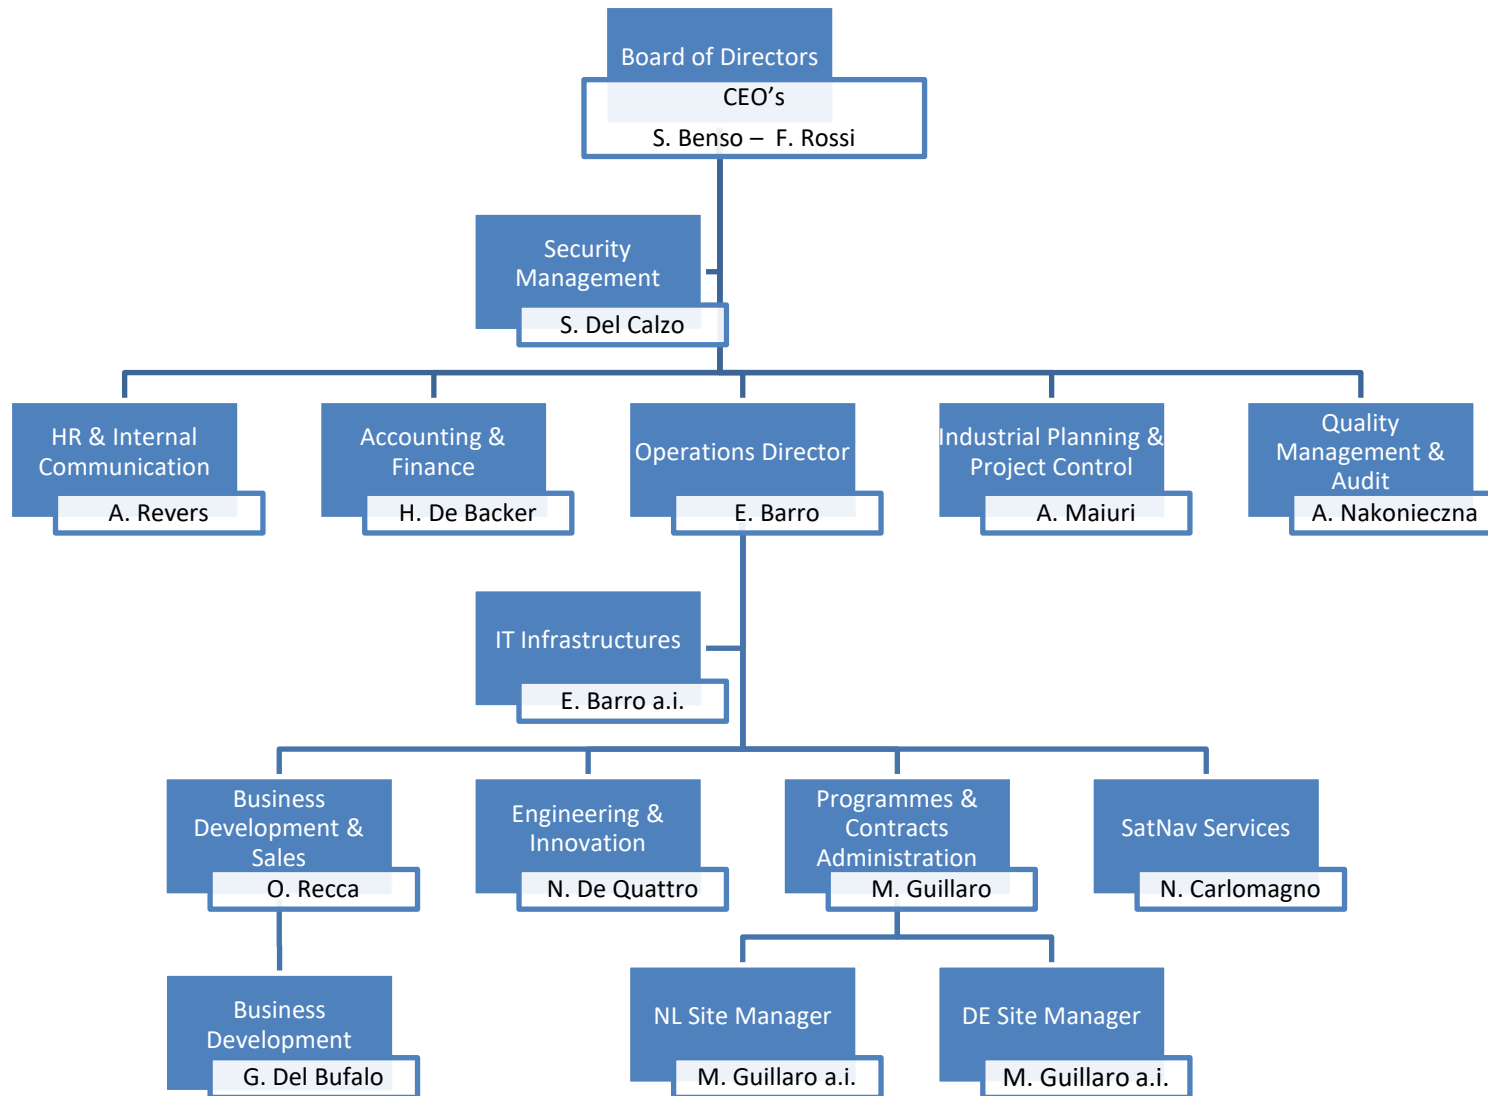 Board of Directors
CEO's
S. Benso – F. Rossi
Security
Management
S. Del Calzo
HR & Internal
Communication
A. Revers
Accounting &
Finance
H. De Backer
Operations Director
E. Barro
Industrial Planning &
Project Control
A. Maiuri
Quality
Management &
Audit
A. Nakonieczna
IT Infrastructures
E. Barro a.i.
Business
Development &
Sales
O. Recca
Engineering &
Innovation
N. De Quattro
Programmes &
Contracts
Administration
M. Guillaro
SatNav Services
N. Carlomagno
Business
Development
G. Del Bufalo
NL Site Manager
M. Guillaro a.i.
DE Site Manager
M. Guillaro a.i.